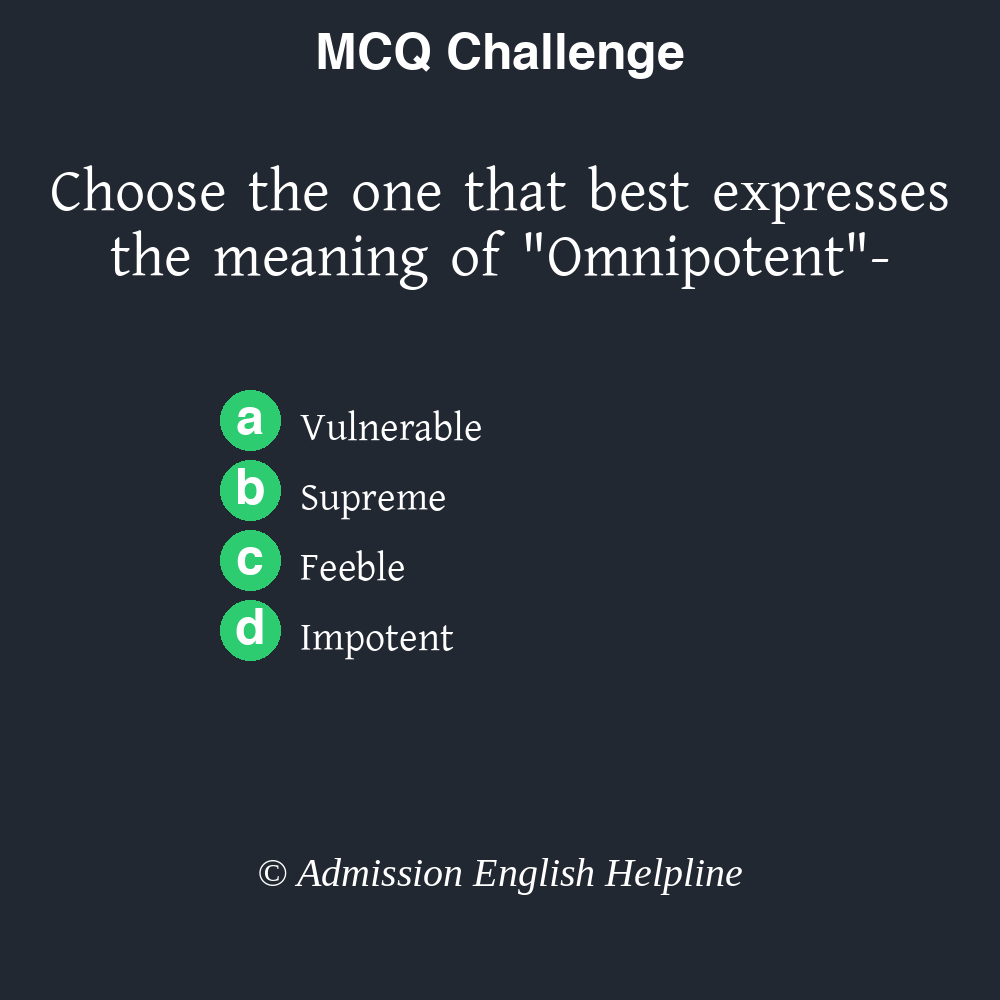 MCQ Challenge
Choose the one that best expresses
the meaning of "Omnipotent"-
a Vulnerable
b Supreme
c Feeble
d Impotent
© Admission English Helpline